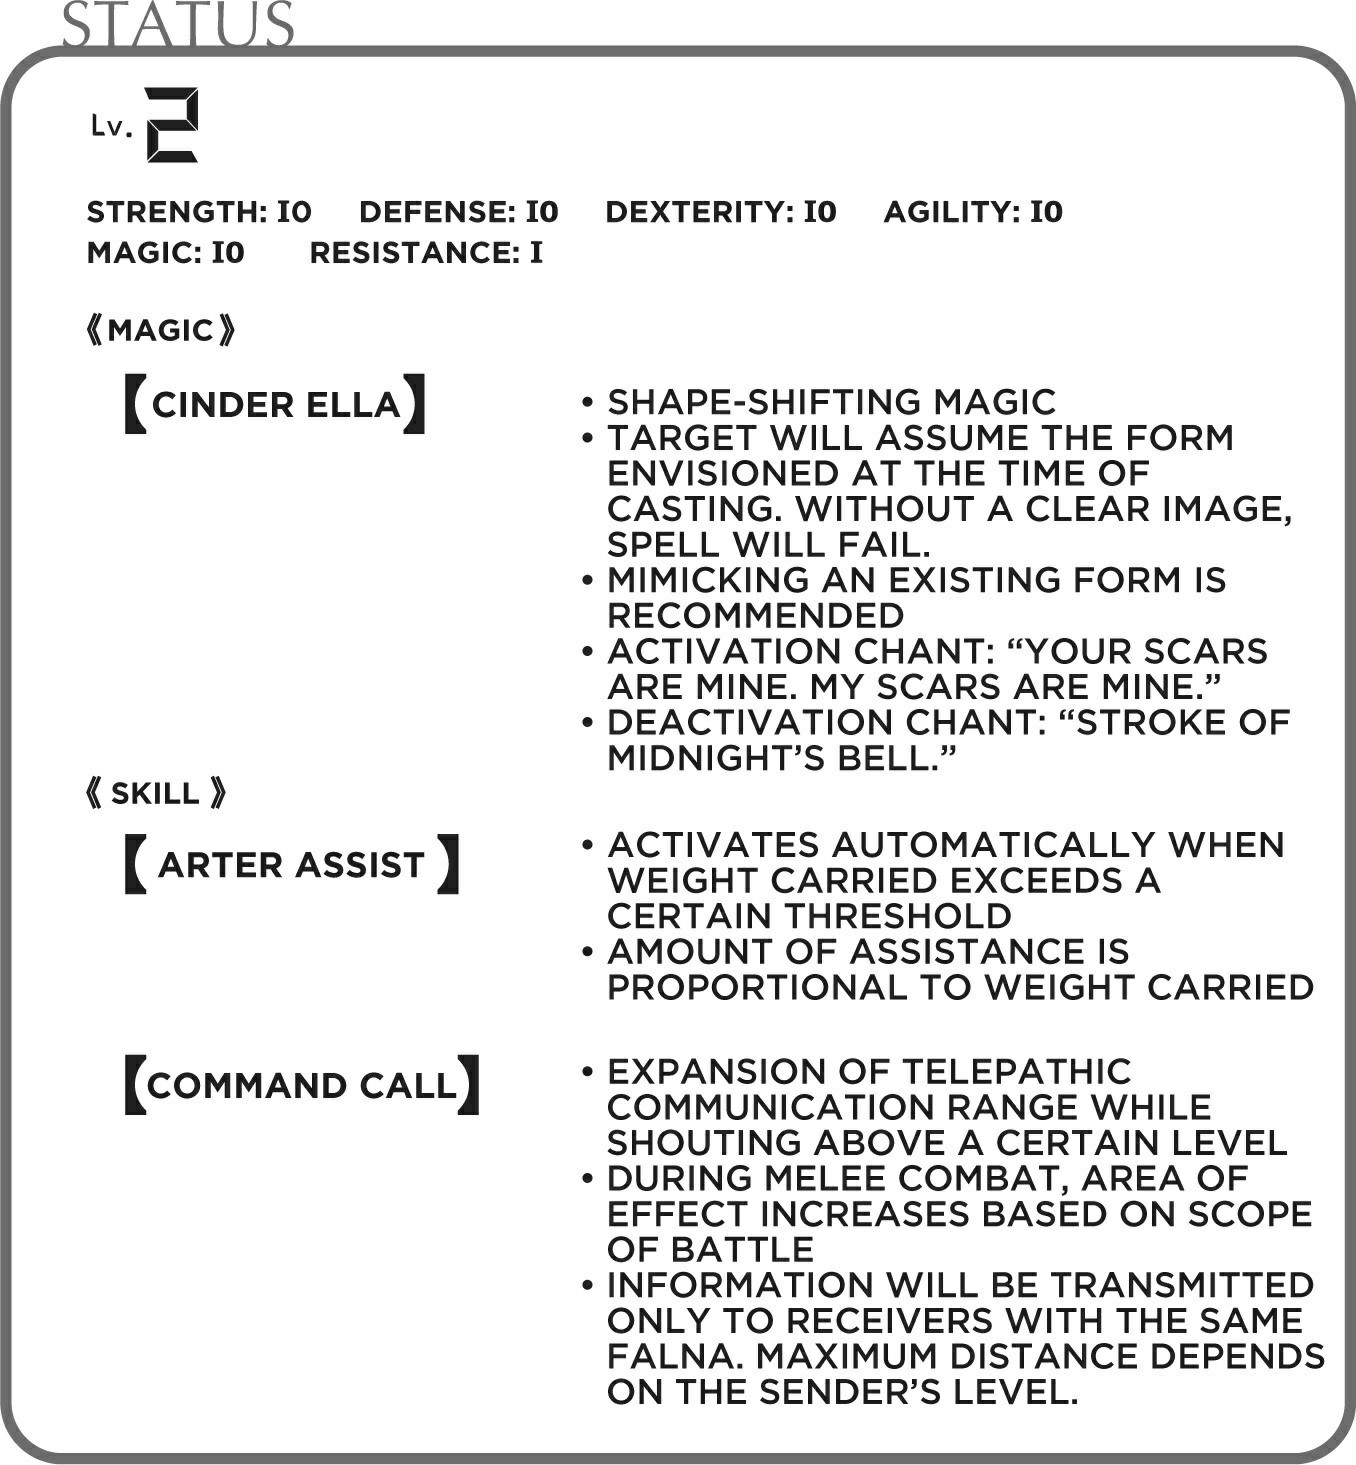 STATUS
Lv. 2
STRENGTH: I0 DEFENSE: I0 DEXTERITY: I0 AGILITY: I0
MAGIC: I0 RESISTANCE: I
《MAGIC》
【CINDER ELLA】
• SHAPE-SHIFTING MAGIC
• TARGET WILL ASSUME THE FORM
ENVISIONED AT THE TIME OF
CASTING. WITHOUT A CLEAR IMAGE,
SPELL WILL FAIL.
• MIMICKING AN EXISTING FORM IS
RECOMMENDED
• ACTIVATION CHANT: “YOUR SCARS
ARE MINE. MY SCARS ARE MINE.”
• DEACTIVATION CHANT: “STROKE OF
MIDNIGHT’S BELL.”
《 SKILL 》
【 ARTER ASSIST 】
• ACTIVATES AUTOMATICALLY WHEN
WEIGHT CARRIED EXCEEDS A
CERTAIN THRESHOLD
• AMOUNT OF ASSISTANCE IS
PROPORTIONAL TO WEIGHT CARRIED
【COMMAND CALL】
• EXPANSION OF TELEPATHIC
COMMUNICATION RANGE WHILE
SHOUTING ABOVE A CERTAIN LEVEL
• DURING MELEE COMBAT, AREA OF
EFFECT INCREASES BASED ON SCOPE
OF BATTLE
• INFORMATION WILL BE TRANSMITTED
ONLY TO RECEIVERS WITH THE SAME
FALNA. MAXIMUM DISTANCE DEPENDS
ON THE SENDER’S LEVEL.